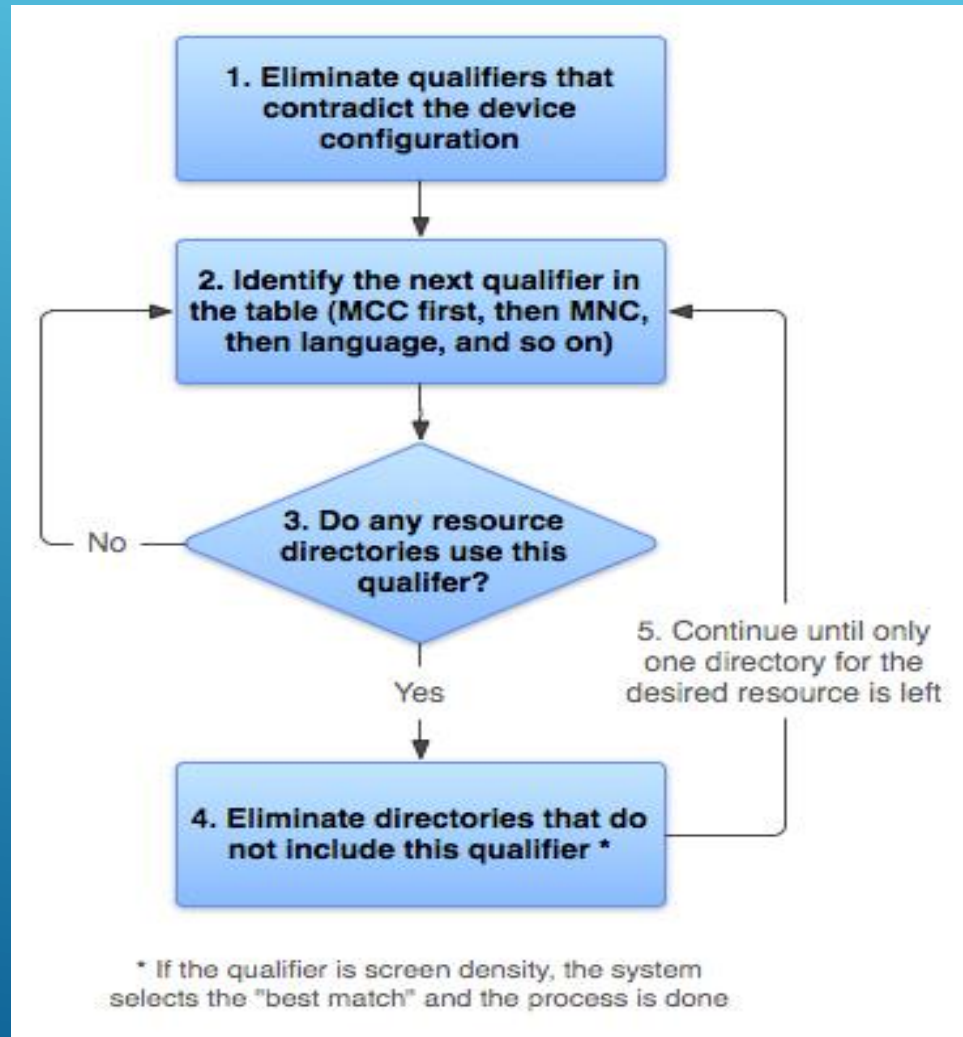 1. Eliminate qualifiers that
contradict the device
configuration
2. Identify the next qualifier in
the table (MCC first, then MNC,
then language, and so on)
3. Do any resource
directories use this
qualifer?
No
Yes
5. Continue until only
one directory for the
desired resource is left
4. Eliminate directories that do
not include this qualifier *
* If the qualifier is screen density, the system
selects the "best match" and the process is done